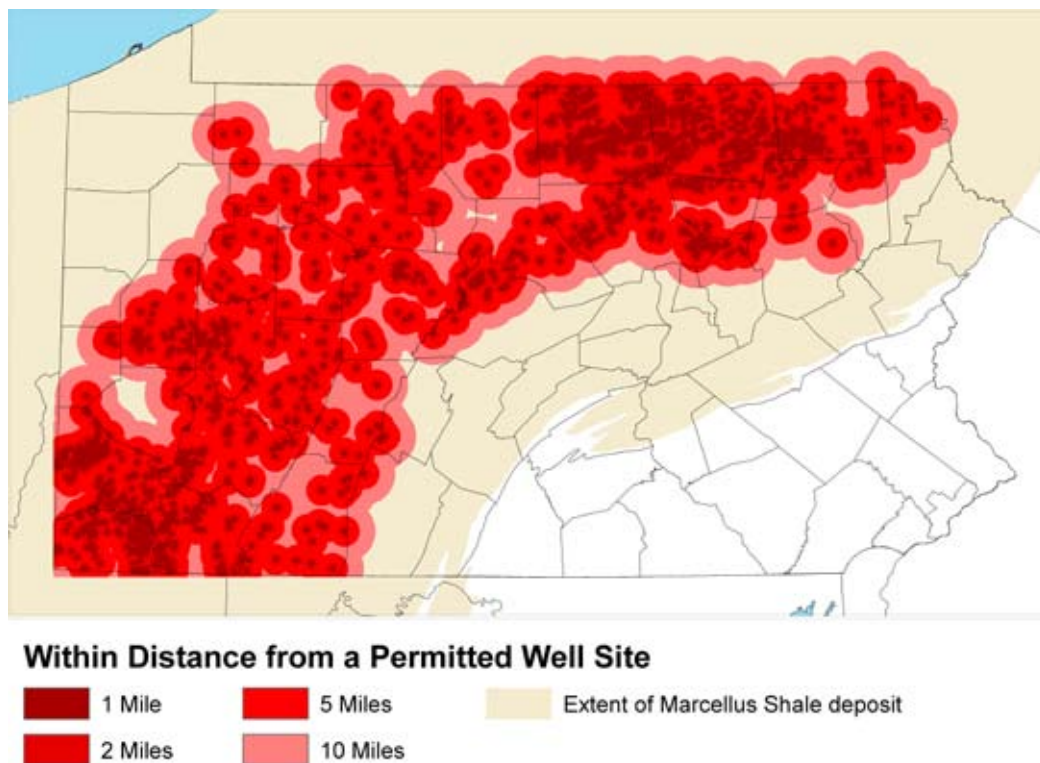 Within Distance from a Permitted Well Site
1 Mile
5 Miles
Extent of Marcellus Shale deposit
2 Miles
10 Miles